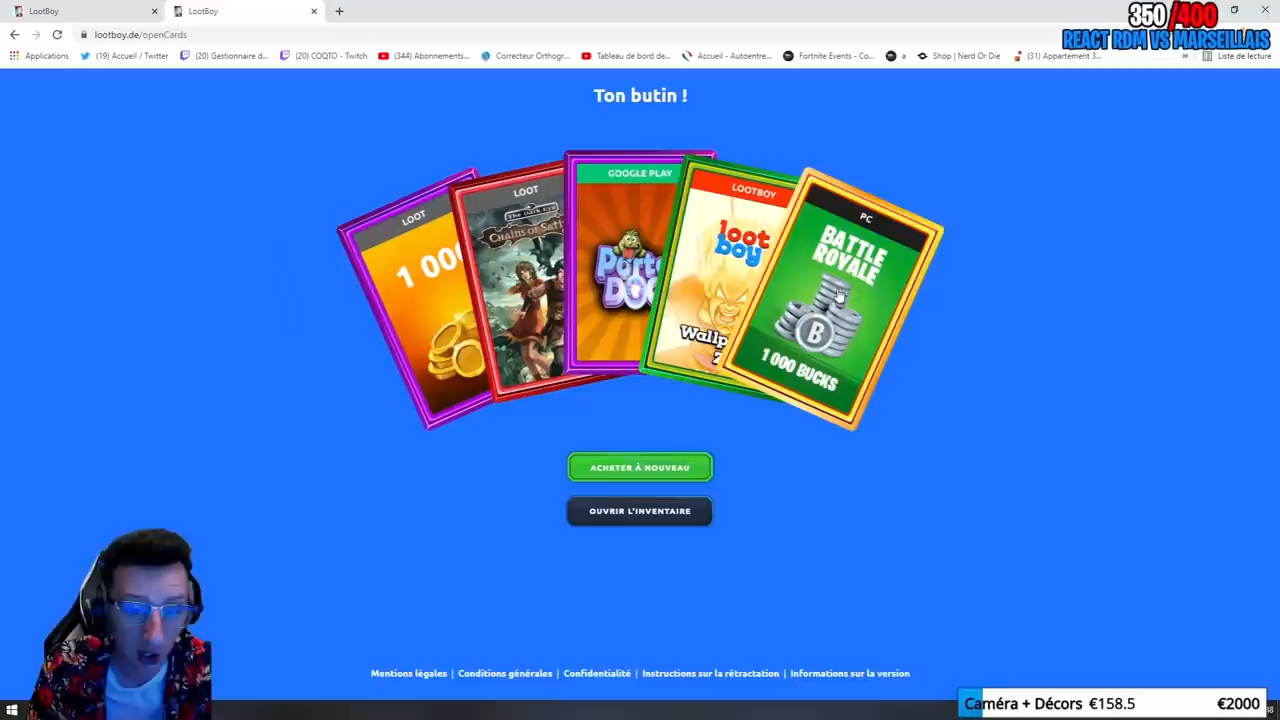 LootBoy
LootBoy
350/400
REACT RDM VS MARSEILLAIS
lootboy.de/openCards
Applications
(19) Accueil / Twitter
(20) Gestionnaire d...
(20) COQTO - Twitch
(344) Abonnements...
Correcteur Orthogr...
Tableau de bord de...
Accueil - Autoentre...
Fortnite Events - Co...
a
Shop | Nerd Or Die
(31) Appartement 3...
»
Liste de lecture
Ton butin !
LOOT
1 00
LOOT
The Dark Eye
CHAINS OF SATI
GOOGLE PLAY
LOOTBOY
loot
boy
Wallp
PC
BATTLE
ROYALE
B
1 000 BUCKS
ACHETER À NOUVEAU
OUVRIR L'INVENTAIRE
Mentions légales | Conditions générales | Confidentialité | Instructions sur la rétractation | Informations sur la version
Caméra + Décors €158.5 €2000